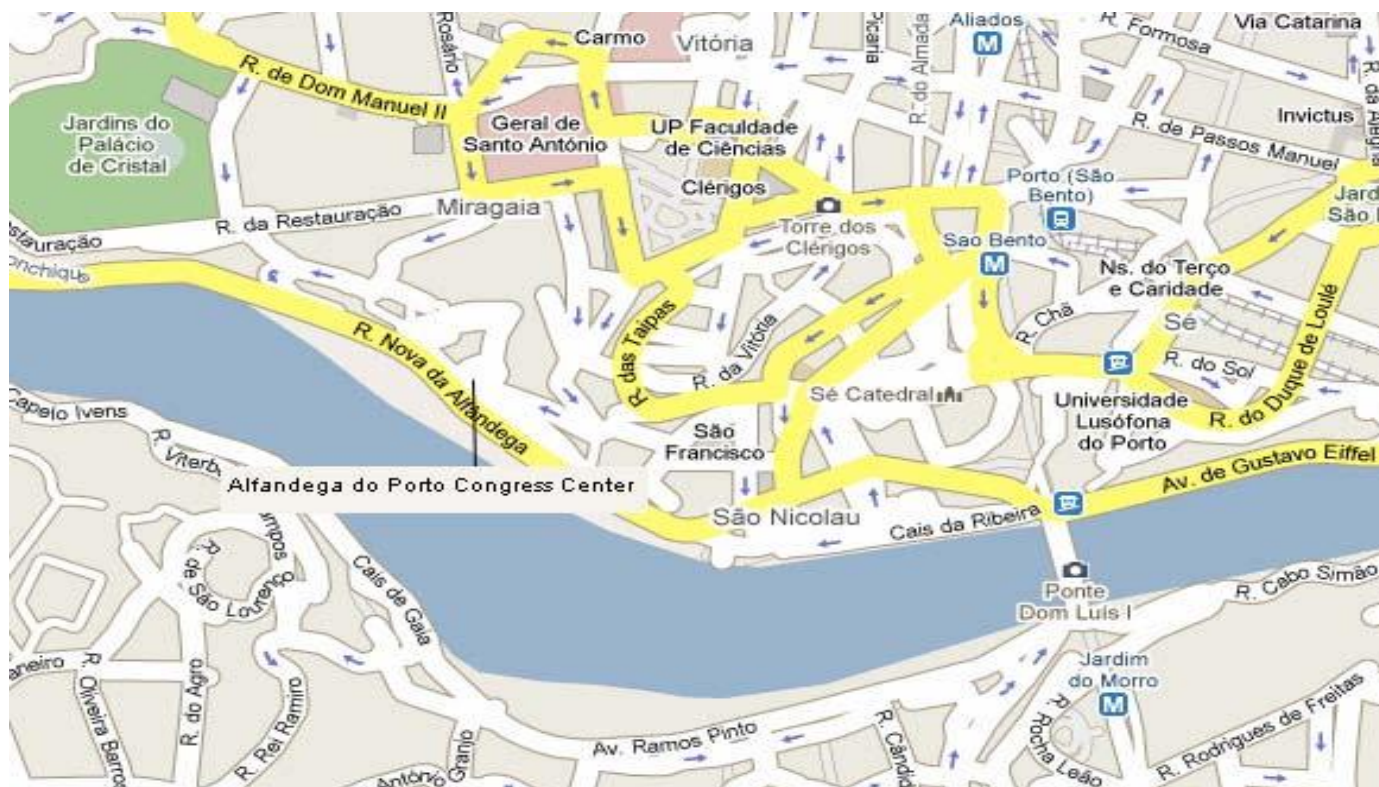 Aliados
M
R. Formosa
Via Catarina
Carmo
Vitória
Picaria
R. do Almada
Rosário
R. da Alegria
R. de Dom Manuel II
Jardins do
Palácio
de Cristal
Geral de
Santo António
UP Faculdade
de Ciências
Invictus
R. de Passos Manuel
Clérigos
Porto (São
Bento)
R. da Restauração
Miragaia
Torre dos
Clérigos
Sao Bento
M
Ns. do Terço
e Caridade
Sé
R. Chã
R. Nova da Alfandega
R. das Taipas
R. da Vitória
R. do Sol
R. do Duque de Loulé
Sé Catedral
Universidade
Lusófona
do Porto
São
Francisco
Capelo Ivens
Alfandega do Porto Congress Center
Av. de Gustavo Eiffel
São Nicolau
Cais da Ribeira
R. de São Lourenço
Cais de Gaia
Ponte
Dom Luis I
R. Cabo Simão
Jardim
do Morro
M
R. Oliveira Barros
R. do Agro
R. Rei Ramiro
Av. Ramos Pinto
R. Rocha Leão
R. Rodrigues de Freitas
António Granjo